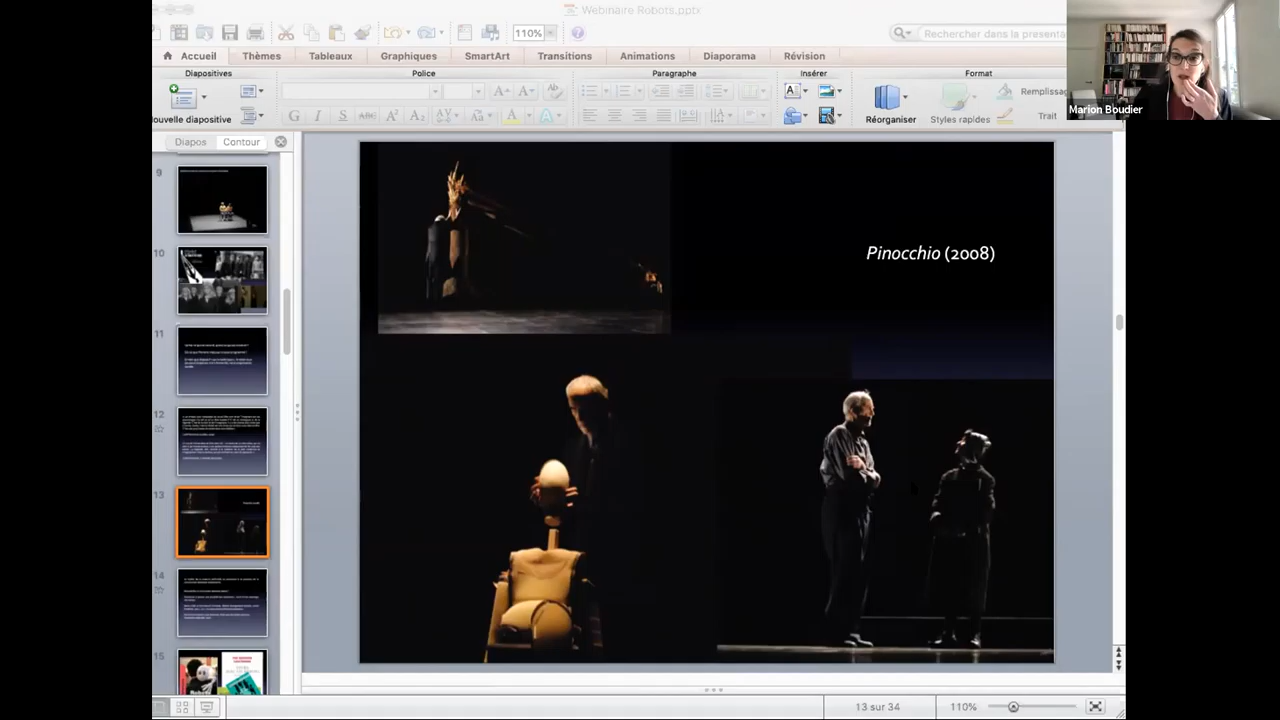 Webinaire Robots.pptx
110%
Rechercher dans la présenta
Accueil
Thèmes
Tableaux
Graphiques
SmartArt
Transitions
Animations
Diaporama
Révision
Diapositives
Police
Paragraphe
Insérer
Format
ouvelle diapositive
Réorganiser
Styles rapides
Remplissag
Trait
Marion Boudier
Diapos
Contour
9
10
11
12
13
14
15
Pinocchio (2008)
13 sur 34
110%